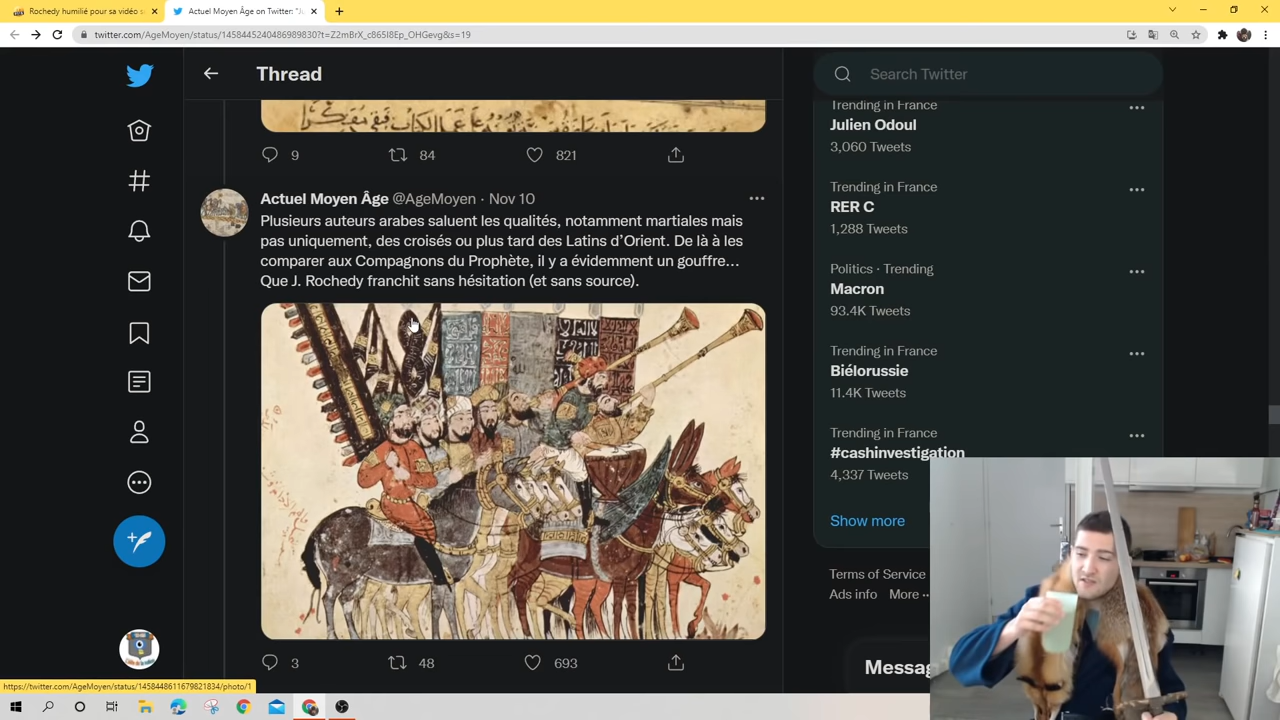 Rochedy humilié pour sa vidéo s
Actuel Moyen Âge on Twitter: "J
twitter.com/AgeMoyen/status/1458445240486989830?t=Z2mBrX_c865I8Ep_OHGevg&s=19
Thread
Search Twitter
9 84 821
Actuel Moyen Âge @AgeMoyen · Nov 10
Plusieurs auteurs arabes saluent les qualités, notamment martiales mais
pas uniquement, des croisés ou plus tard des Latins d'Orient. De là à les
comparer aux Compagnons du Prophète, il y a évidemment un gouffre…
Que J. Rochedy franchit sans hésitation (et sans source).
3 48 693
Trending in France
Julien Odoul
3,060 Tweets
Trending in France
RER C
1,288 Tweets
Politics · Trending
Macron
93.4K Tweets
Trending in France
Biélorussie
11.4K Tweets
Trending in France
#cashinvestigation
4,337 Tweets
Show more
Terms of Service
Ads info More
Messag
https://twitter.com/AgeMoyen/status/1458448611679821834/photo/1